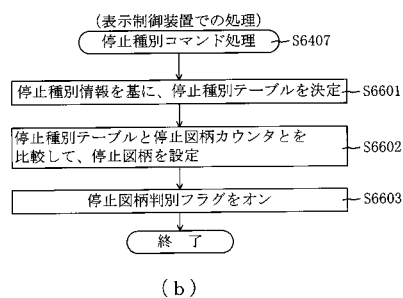 (表示制御装置での処理)
停止種別コマンド処理 S6407
停止種別情報を基に、停止種別テーブルを決定 S6601
停止種別テーブルと停止図柄カウンタとを
比較して、停止図柄を設定 S6602
停止図柄判別フラグをオン S6603
終 了
(b)